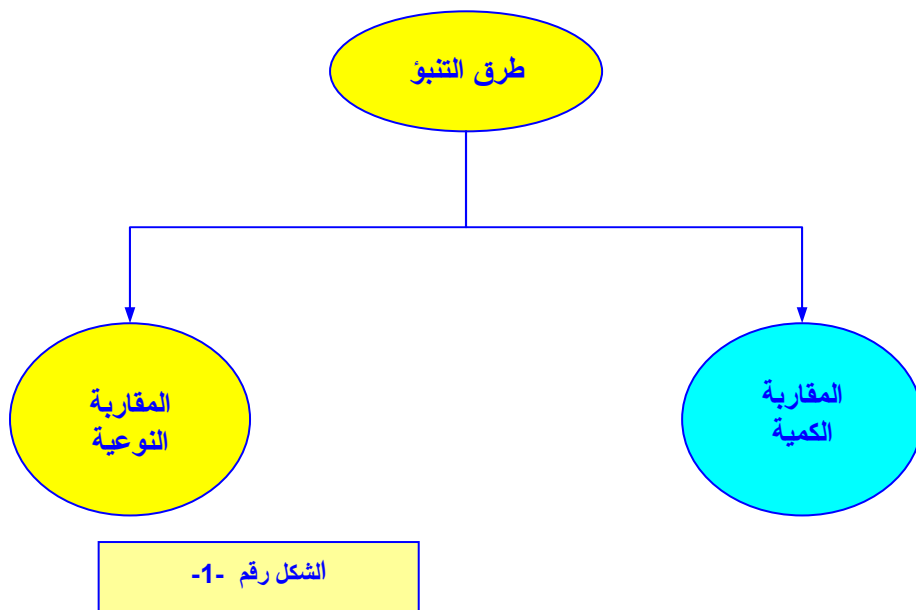 طرق التنبؤ
المقاربة
الكمية
المقاربة
النوعية
الشكل رقم -1-